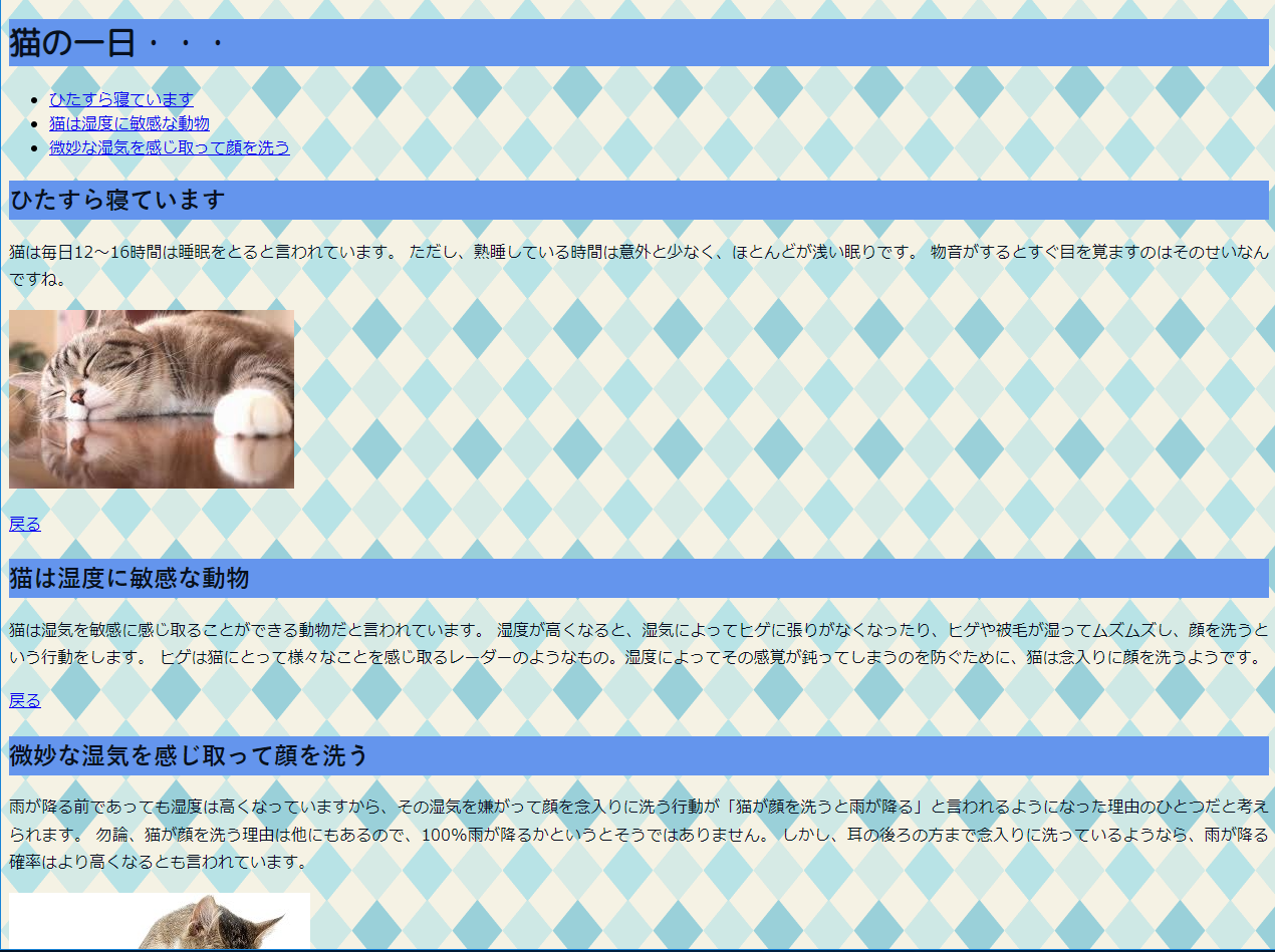 猫の一日・・・
ひたすら寝ています
猫は湿度に敏感な動物
微妙な湿気を感じ取って顔を洗う
ひたすら寝ています
猫は毎日12～16時間は睡眠をとると言われています。 ただし、熟睡している時間は意外と少なく、ほとんどが浅い眠りです。 物音がするとすぐ目を覚ますのはそのせいなん
ですね。
戻る
猫は湿度に敏感な動物
猫は湿気を敏感に感じ取ることができる動物だと言われています。 湿度が高くなると、湿気によってヒゲに張りがなくなったり、ヒゲや被毛が湿ってムズムズし、顔を洗うと
いう行動をします。 ヒゲは猫にとって様々なことを感じ取るレーダーのようなもの。湿度によってその感覚が鈍ってしまうのを防ぐために、猫は念入りに顔を洗うようです。
戻る
微妙な湿気を感じ取って顔を洗う
雨が降る前であっても湿度は高くなっていますから、その湿気を嫌がって顔を念入りに洗う行動が「猫が顔を洗うと雨が降る」と言われるようになった理由のひとつだと考え
られます。 勿論、猫が顔を洗う理由は他にもあるので、100%雨が降るかというとそうではありません。 しかし、耳の後ろの方まで念入りに洗っているようなら、雨が降る
確率はより高くなるとも言われています。